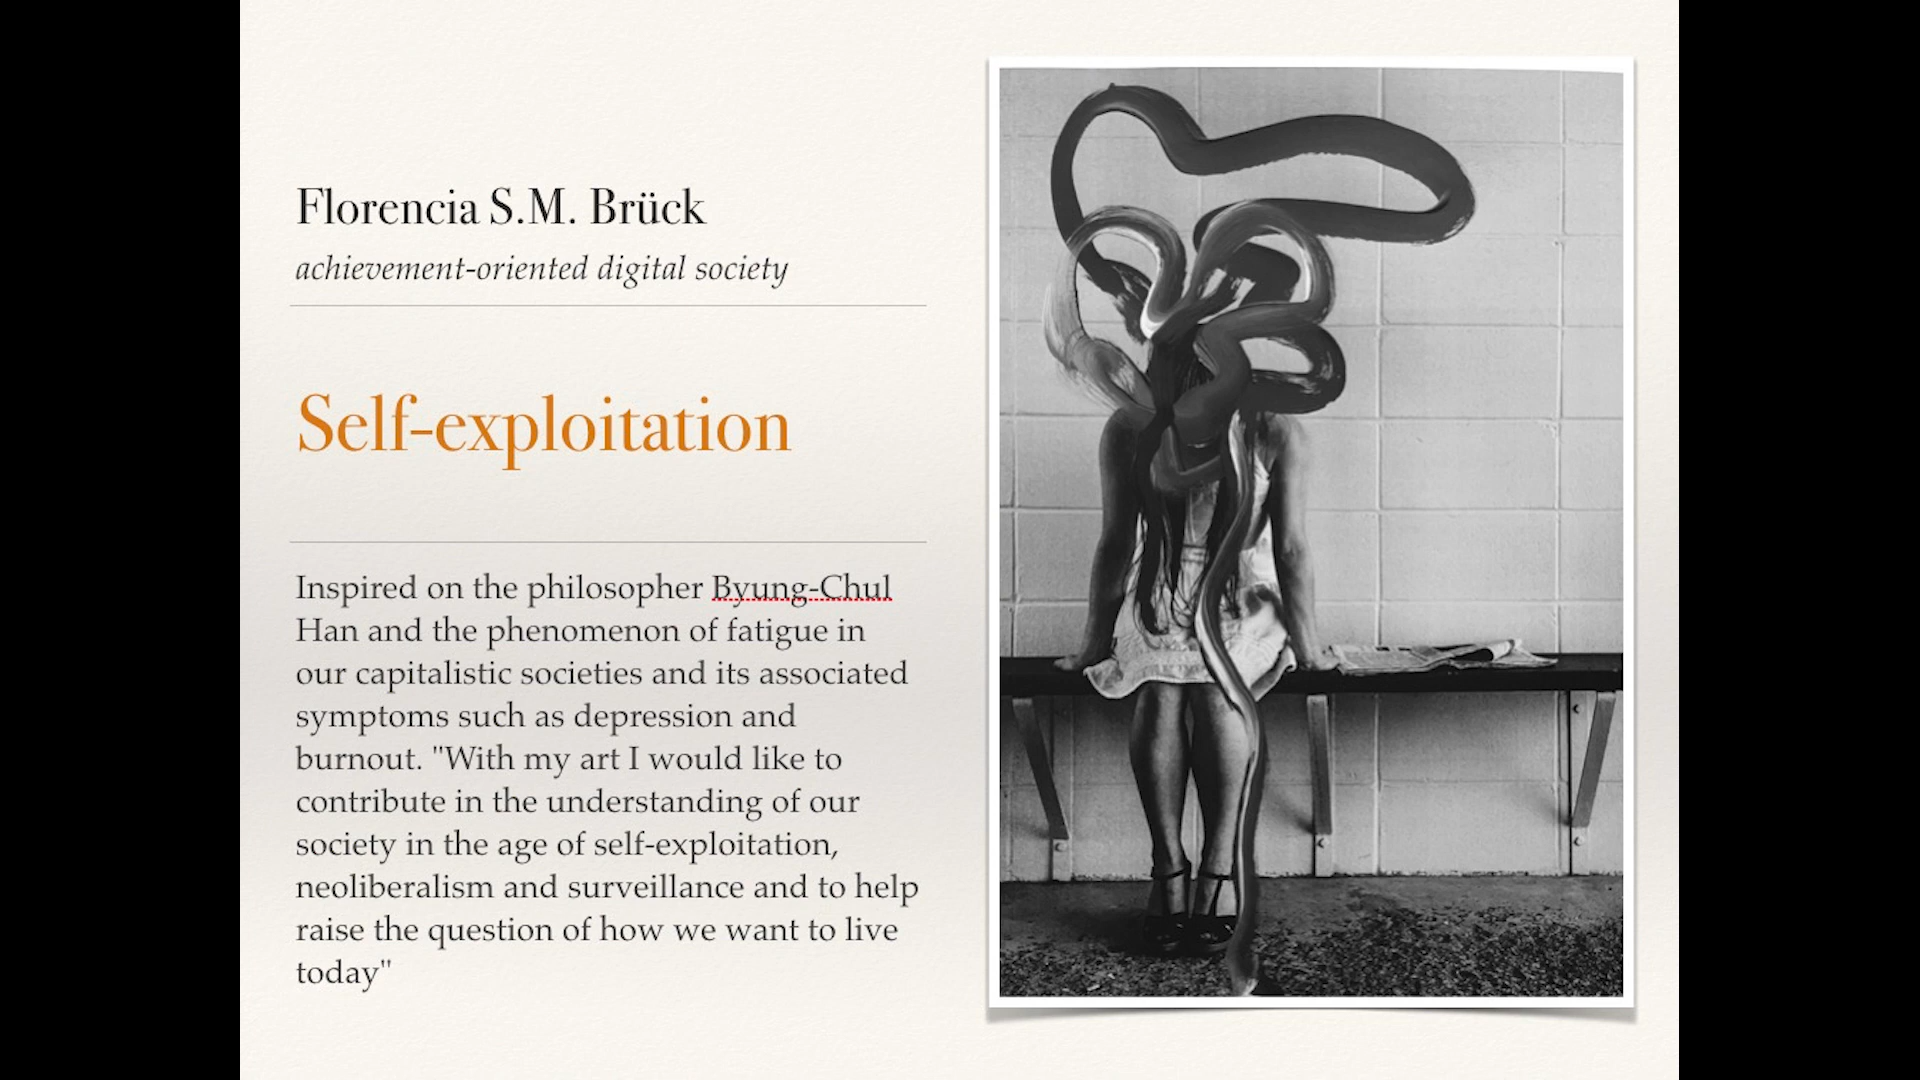 Florencia S.M. Brück
achievement-oriented digital society
Self-exploitation
Inspired on the philosopher Byung-Chul
Han and the phenomenon of fatigue in
our capitalistic societies and its associated
symptoms such as depression and
burnout. "With my art I would like to
contribute in the understanding of our
society in the age of self-exploitation,
neoliberalism and surveillance and to help
raise the question of how we want to live
today"